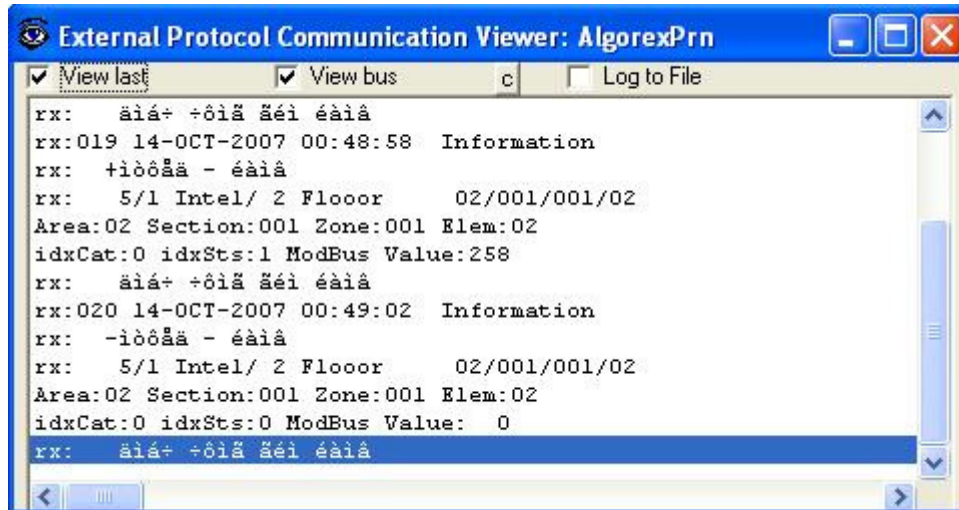 External Protocol Communication Viewer: AlgorexPrn
View last View bus c Log to File
rx: äìá÷ ÷ôìã ãéì éàìâ
rx:019 14-OCT-2007 00:48:58 Information
rx: +ìòôåä - éàìâ
rx: 5/1 Intel/ 2 Flooor 02/001/001/02
Area:02 Section:001 Zone:001 Elem:02
idxCat:0 idxSts:1 ModBus Value:258
rx: äìá÷ ÷ôìã ãéì éàìâ
rx:020 14-OCT-2007 00:49:02 Information
rx: -ìòôåä - éàìâ
rx: 5/1 Intel/ 2 Flooor 02/001/001/02
Area:02 Section:001 Zone:001 Elem:02
idxCat:0 idxSts:0 ModBus Value: 0
rx: äìá÷ ÷ôìã ãéì éàìâ